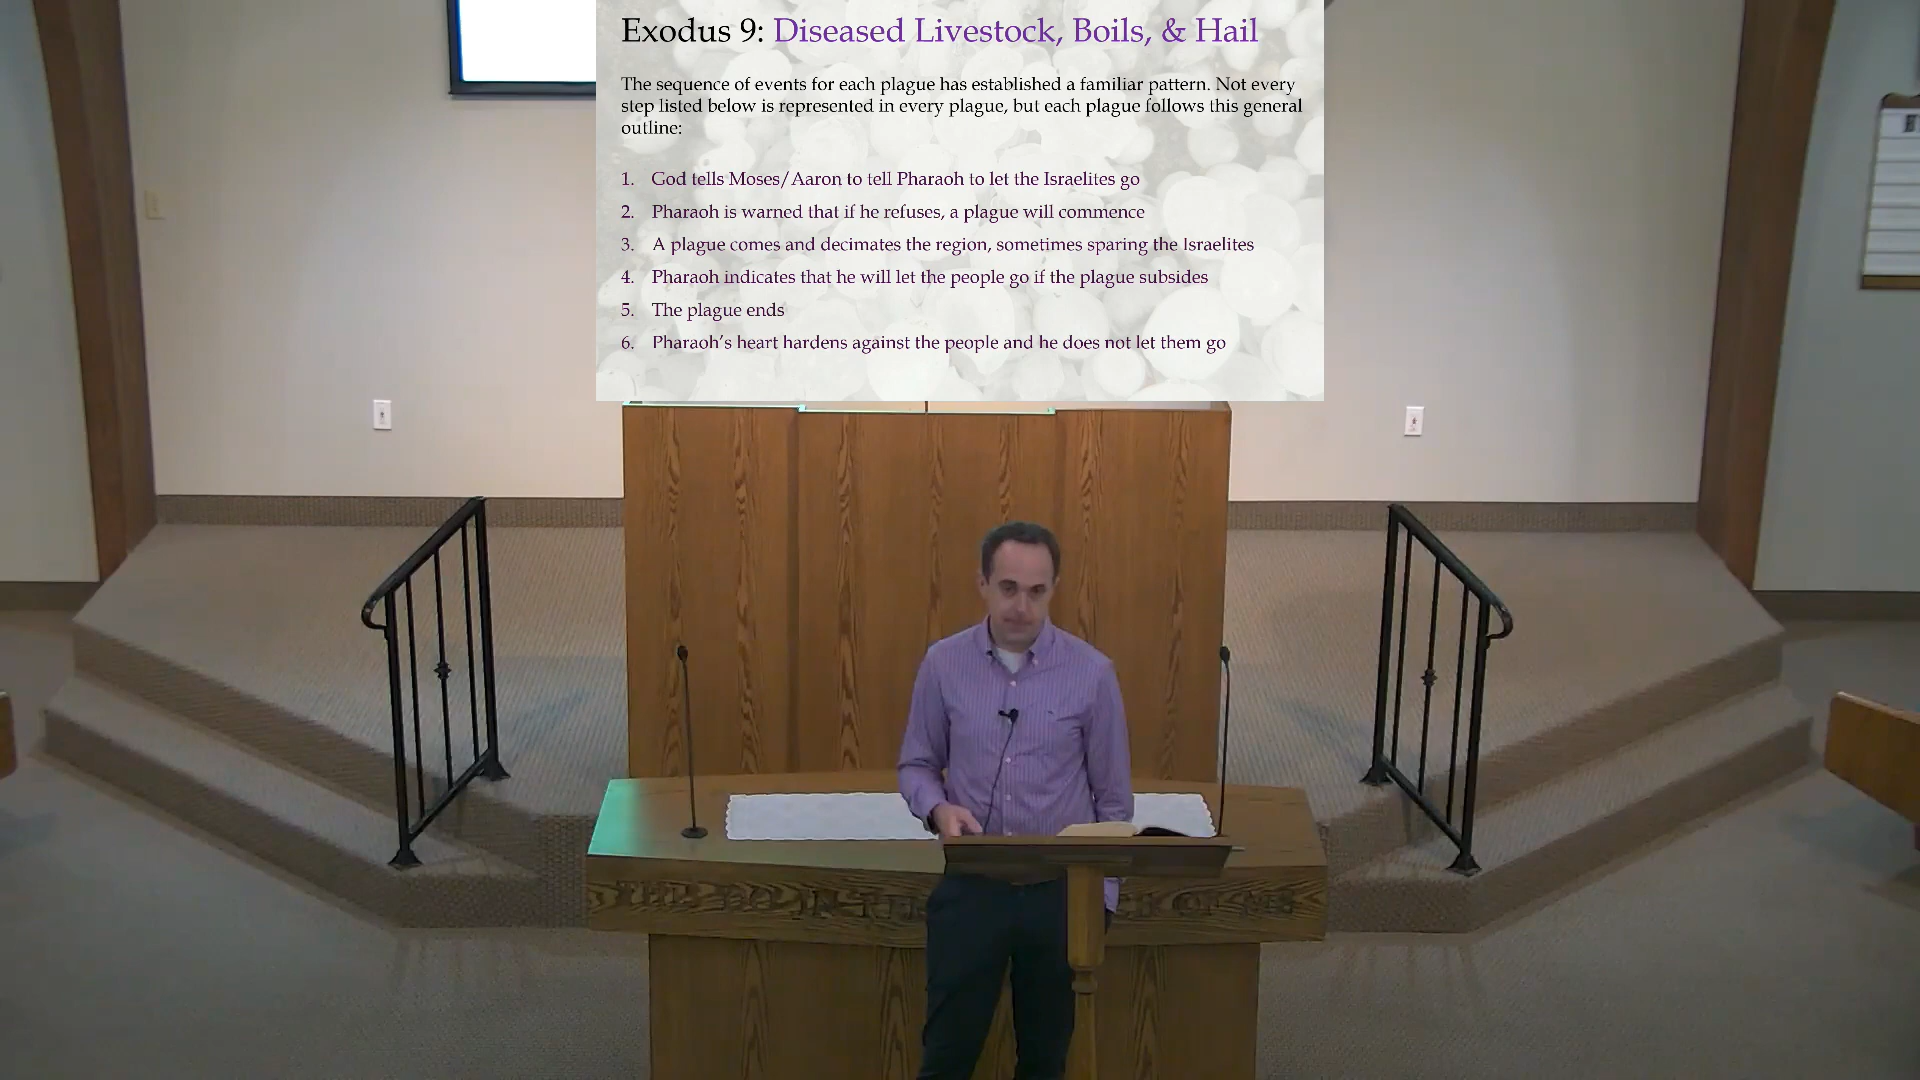 Exodus 9: Diseased Livestock, Boils, & Hail
The sequence of events for each plague has established a familiar pattern. Not every
step listed below is represented in every plague, but each plague follows this general
outline:
1. God tells Moses/Aaron to tell Pharaoh to let the Israelites go
2. Pharaoh is warned that if he refuses, a plague will commence
3. A plague comes and decimates the region, sometimes sparing the Israelites
4. Pharaoh indicates that he will let the people go if the plague subsides
5. The plague ends
6. Pharaoh's heart hardens against the people and he does not let them go
THIS DO IN
OF ME